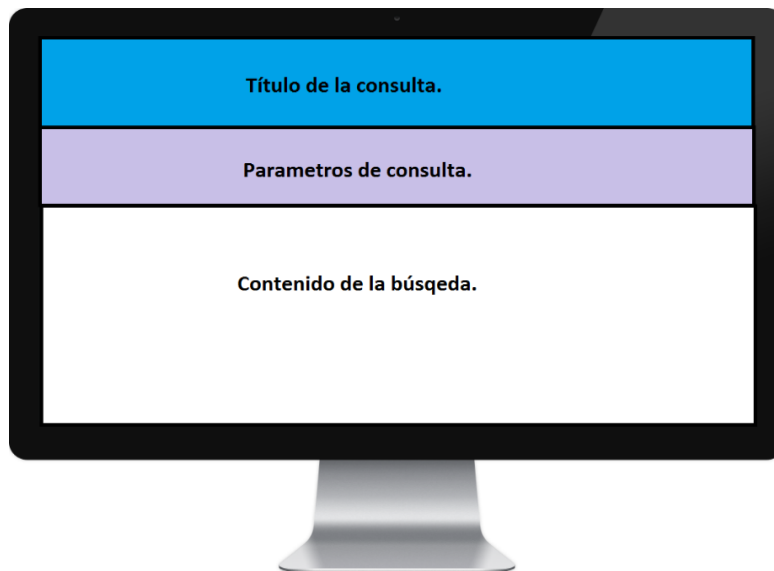 Título de la consulta.
Parametros de consulta.
Contenido de la búsqeda.